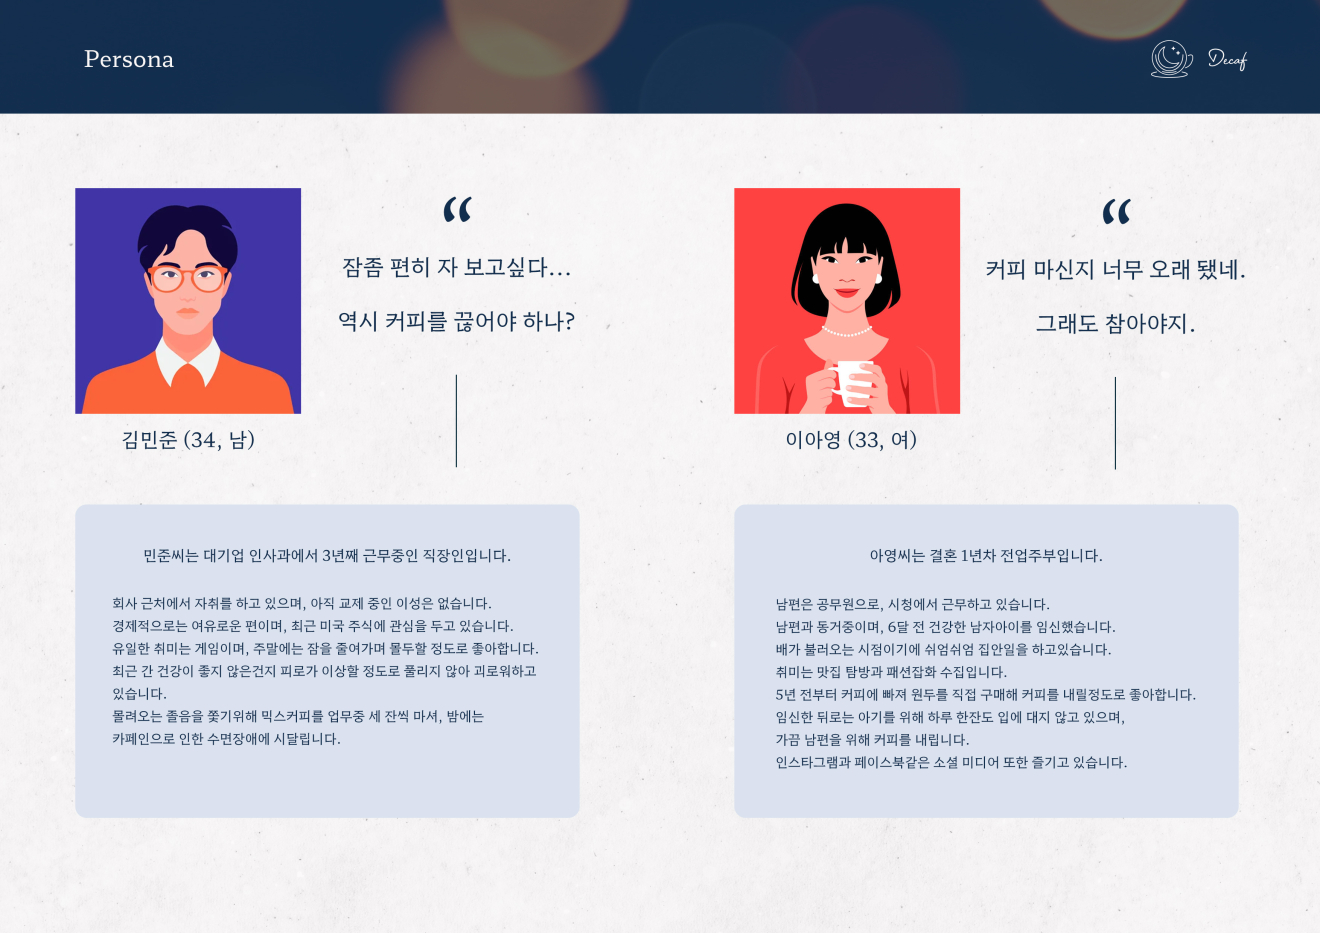 Persona
Decaf
“
잠좀 편히 자 보고싶다...
역시 커피를 끊어야 하나?
김민준 (34, 남)
민준씨는 대기업 인사과에서 3년째 근무중인 직장인입니다.
회사 근처에서 자취를 하고 있으며, 아직 교제 중인 이성은 없습니다.
경제적으로는 여유로운 편이며, 최근 미국 주식에 관심을 두고 있습니다.
유일한 취미는 게임이며, 주말에는 잠을 줄여가며 몰두할 정도로 좋아합니다.
최근 간 건강이 좋지 않은건지 피로가 이상할 정도로 풀리지 않아 괴로워하고
있습니다.
몰려오는 졸음을 쫓기위해 믹스커피를 업무중 세 잔씩 마셔, 밤에는
카페인으로 인한 수면장애에 시달립니다.
“
커피 마신지 너무 오래 됐네.
그래도 참아야지.
이아영 (33, 여)
아영씨는 결혼 1년차 전업주부입니다.
남편은 공무원으로, 시청에서 근무하고 있습니다.
남편과 동거중이며, 6달 전 건강한 남자아이를 임신했습니다.
배가 불러오는 시점이기에 쉬엄쉬엄 집안일을 하고있습니다.
취미는 맛집 탐방과 패션잡화 수집입니다.
5년 전부터 커피에 빠져 원두를 직접 구매해 커피를 내릴정도로 좋아합니다.
임신한 뒤로는 아기를 위해 하루 한잔도 입에 대지 않고 있으며,
가끔 남편을 위해 커피를 내립니다.
인스타그램과 페이스북같은 소셜 미디어 또한 즐기고 있습니다.